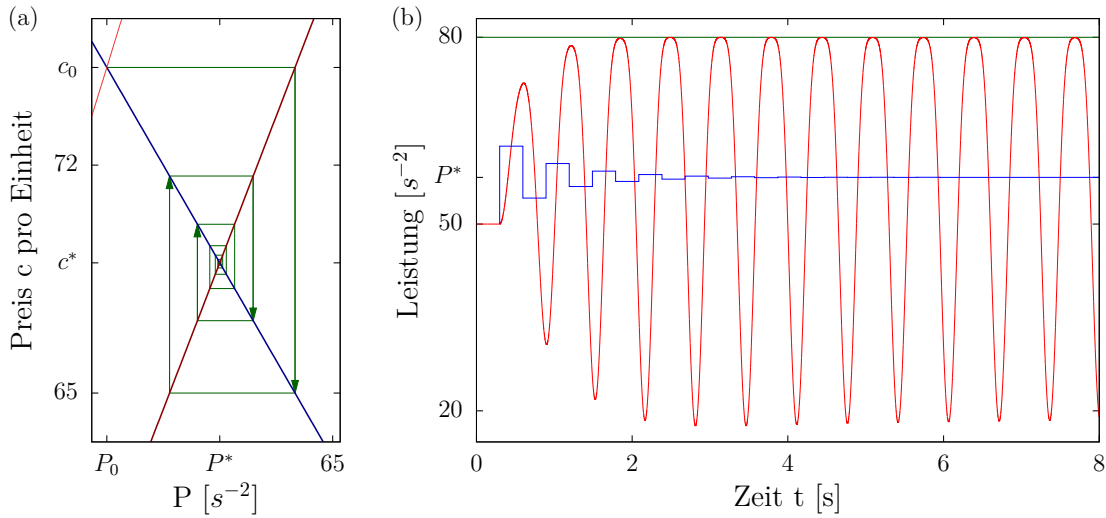 (a)
Preis c pro Einheit
c₀
72
c*
65
P₀
P*
65
P [s⁻²]
(b)
Leistung [s⁻²]
80
P*
50
20
0
2
4
6
8
Zeit t [s]